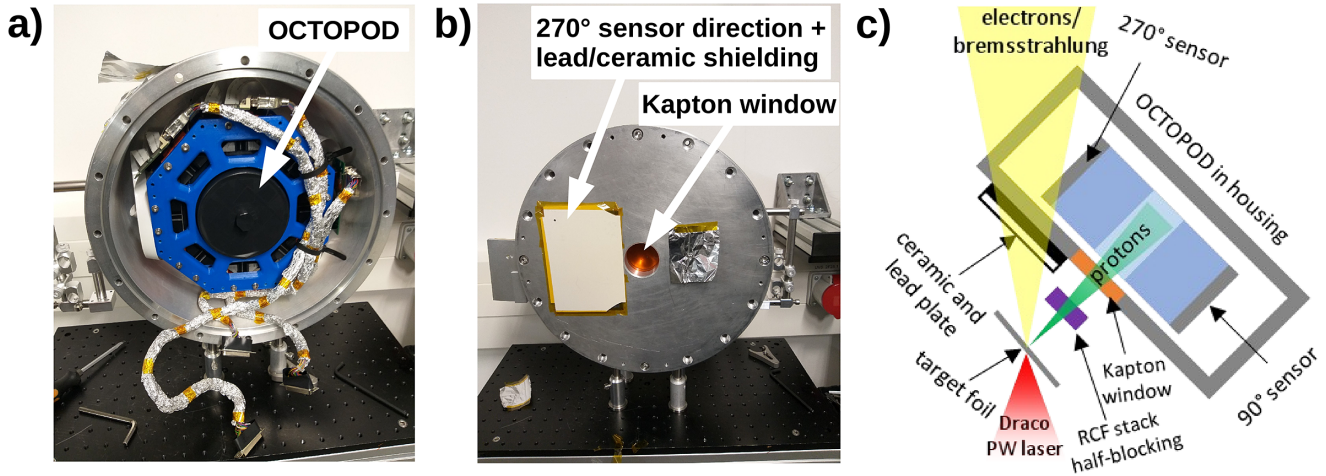 a)
OCTOPOD
b)
270° sensor direction +
lead/ceramic shielding
Kapton window
c)
electrons/
bremsstrahlung
270° sensor
OCTOPOD in housing
protons
ceramic and
lead plate
target foil
Draco
PW laser
Kapton
window
RCF stack
half-blocking
90° sensor